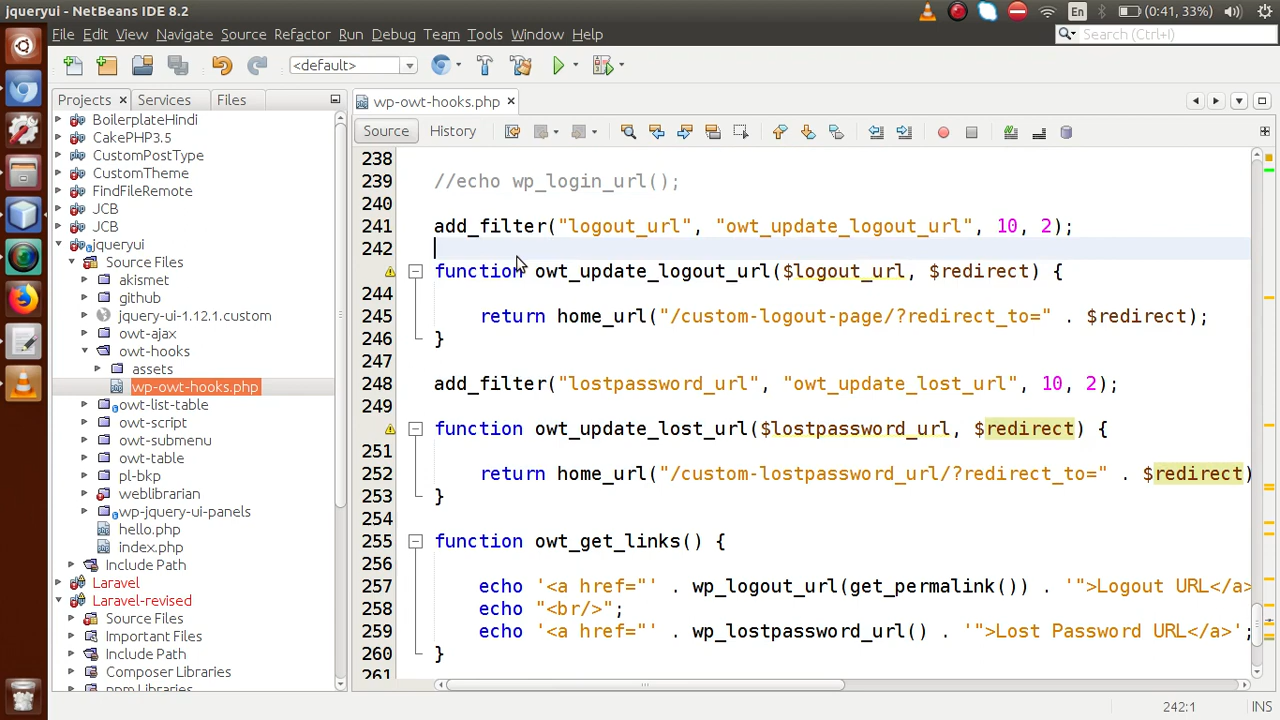 jqueryui - NetBeans IDE 8.2
En
(0:41, 33%)
File Edit View Navigate Source Refactor Run Debug Team Tools Window Help
Search (Ctrl+I)
<default>
Projects Services Files
wp-owt-hooks.php
Source History
BoilerplateHindi
CakePHP3.5
CustomPostType
CustomTheme
FindFileRemote
JCB
JCB
jqueryui
Source Files
akismet
github
jquery-ui-1.12.1.custom
owt-ajax
owt-hooks
assets
wp-owt-hooks.php
owt-list-table
owt-script
owt-submenu
owt-table
pl-bkp
weblibrarian
wp-jquery-ui-panels
hello.php
index.php
Include Path
Laravel
Laravel-revised
Source Files
Important Files
Include Path
Composer Libraries
npm Libraries
238
239 //echo wp_login_url();
240
241 add_filter("logout_url", "owt_update_logout_url", 10, 2);
242
function owt_update_logout_url($logout_url, $redirect) {
244
245 return home_url("/custom-logout-page/?redirect_to=" . $redirect);
246 }
247
248 add_filter("lostpassword_url", "owt_update_lost_url", 10, 2);
249
function owt_update_lost_url($lostpassword_url, $redirect) {
251
252 return home_url("/custom-lostpassword_url/?redirect_to=" . $redirect)
253 }
254
255 function owt_get_links() {
256
257 echo '<a href="' . wp_logout_url(get_permalink()) . '">Logout URL</a>
258 echo "<br/>";
259 echo '<a href="' . wp_lostpassword_url() . '">Lost Password URL</a>';
260 }
261
242:1 INS